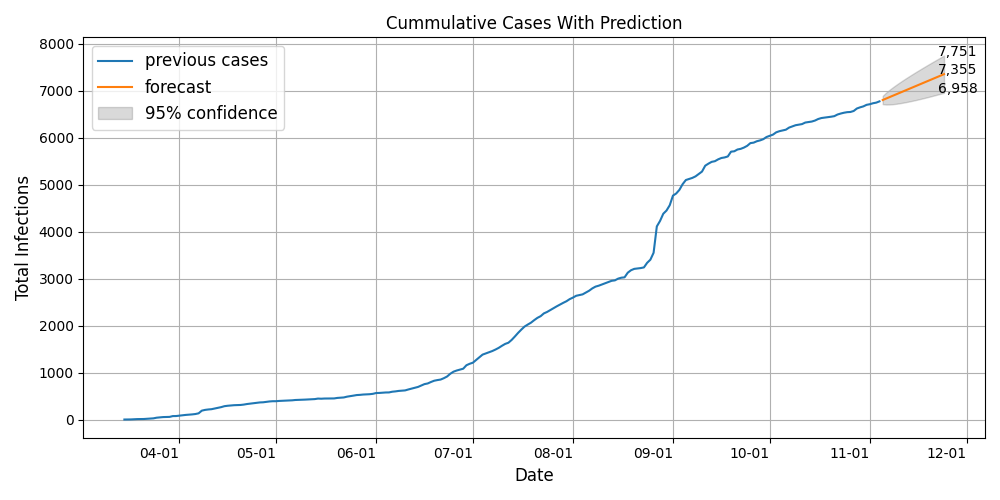 Cummulative Cases With Prediction
previous cases
forecast
95% confidence
7,751
7,355
6,958
Total Infections
8000
7000
6000
5000
4000
3000
2000
1000
0
04-01 05-01 06-01 07-01 08-01 09-01 10-01 11-01 12-01
Date